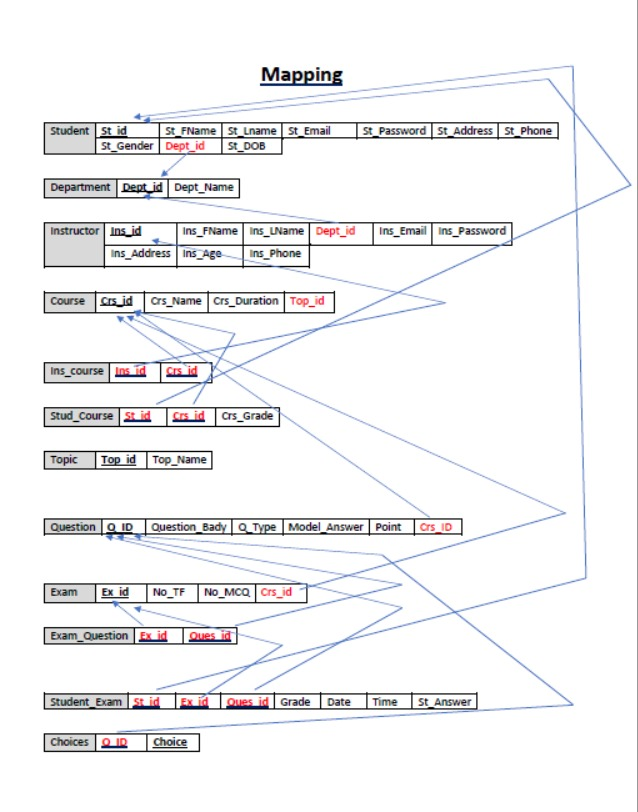 Mapping
Student St_id St_FName St_Lname St_Email St_Password St_Address St_Phone
St_Gender Dept_id St_DOB
Department Dept_id Dept_Name
Instructor Ins_id Ins_FName Ins_LName Dept_id Ins_Email Ins_Password
Ins_Address Ins_Age Ins_Phone
Course Crs_id Crs_Name Crs_Duration Top_id
Ins_course Ins_id Crs_id
Stud_Course St_id Crs_id Crs_Grade
Topic Top_id Top_Name
Question Q_ID Question_Bady Q_Type Model_Answer Point Crs_ID
Exam Ex_id No_TF No_MCQ Crs_id
Exam_Question Ex_id Ques_id
Student_Exam St_id Ex_id Ques_id Grade Date Time St_Answer
Choices Q_ID Choice